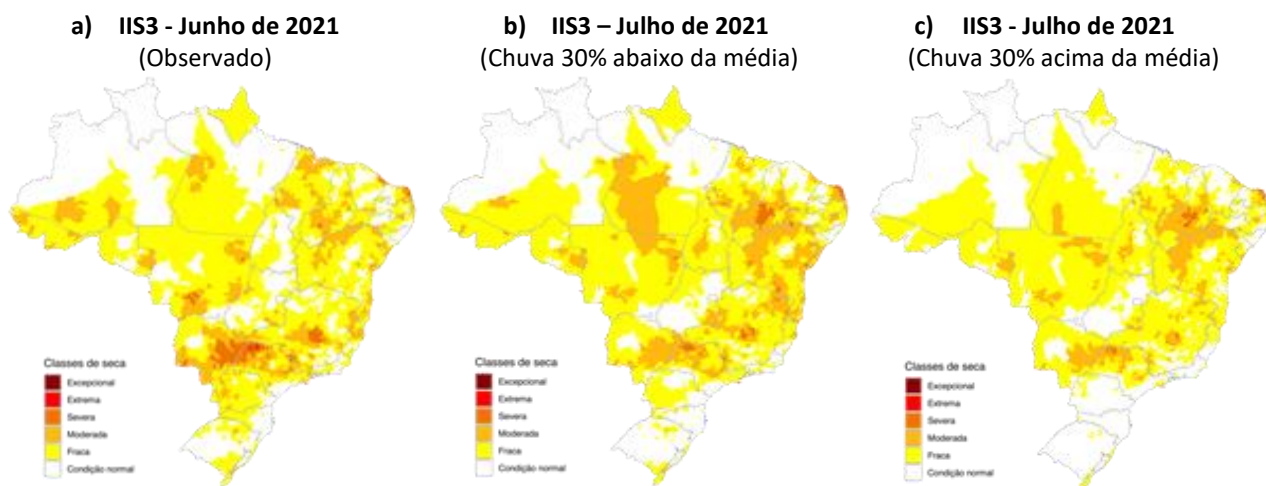 a) IIS3 - Junho de 2021
(Observado)
b) IIS3 – Julho de 2021
(Chuva 30% abaixo da média)
c) IIS3 - Julho de 2021
(Chuva 30% acima da média)
Classes de seca
Excepcional
Extrema
Severa
Moderada
Fraca
Condição normal
Classes de seca
Excepcional
Extrema
Severa
Moderada
Fraca
Condição normal
Classes de seca
Excepcional
Extrema
Severa
Moderada
Fraca
Condição normal